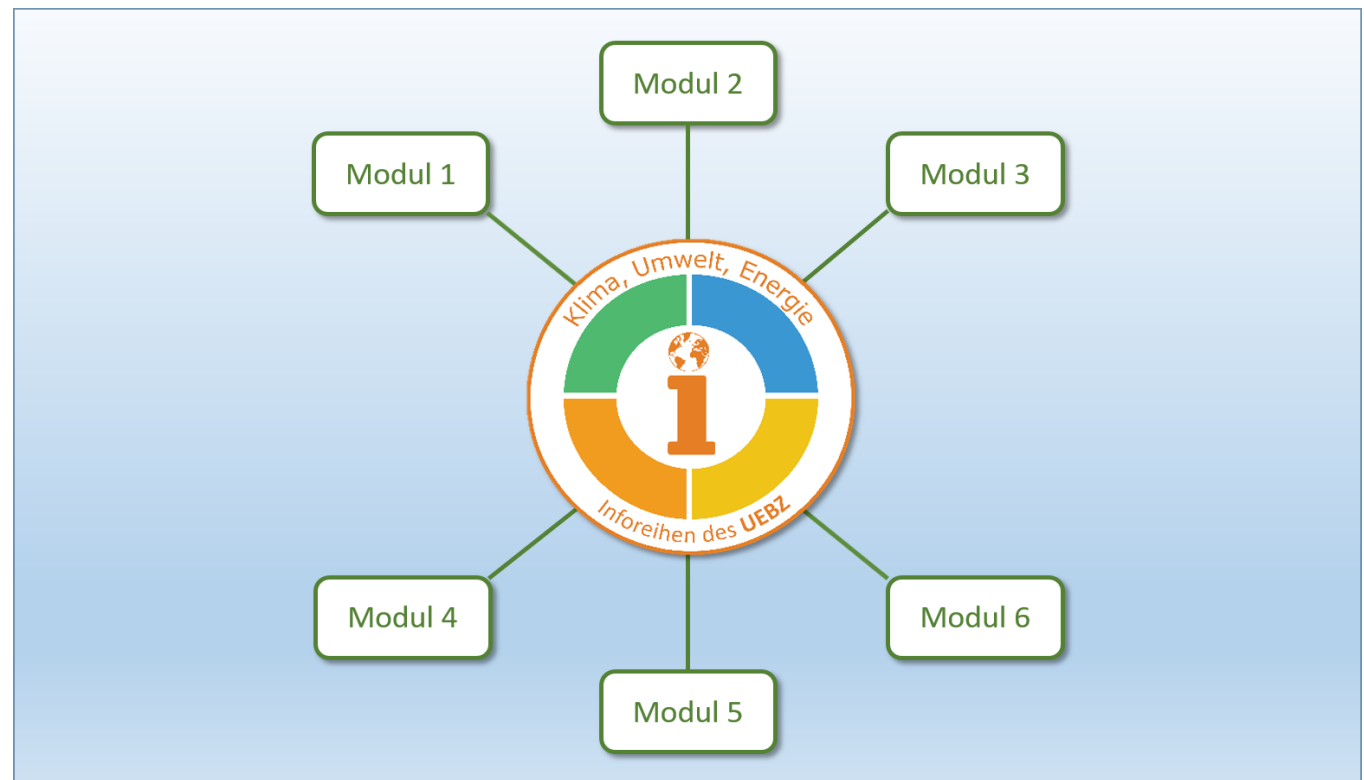 Modul 2
Modul 1
Modul 3
Klima, Umwelt, Energie
i
Inforeihen des UEBZ
Modul 4
Modul 6
Modul 5